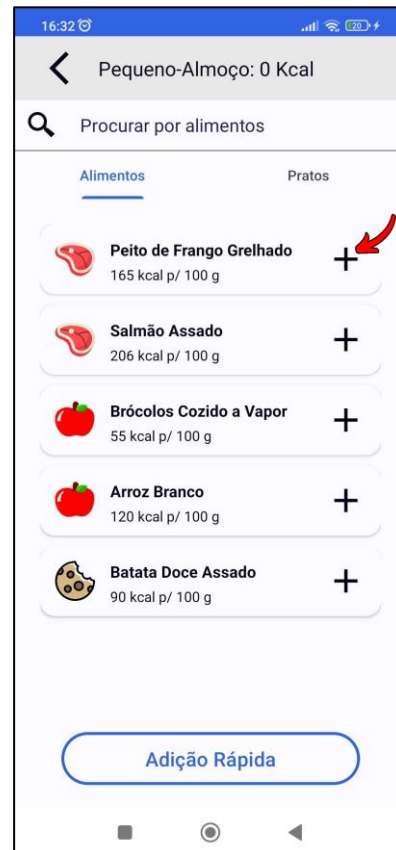 16:32
20
Pequeno-Almoço: 0 Kcal
Procurar por alimentos
Alimentos Pratos
Peito de Frango Grelhado
165 kcal p/ 100 g
Salmão Assado
206 kcal p/ 100 g
Brócolos Cozido a Vapor
55 kcal p/ 100 g
Arroz Branco
120 kcal p/ 100 g
Batata Doce Assado
90 kcal p/ 100 g
Adição Rápida